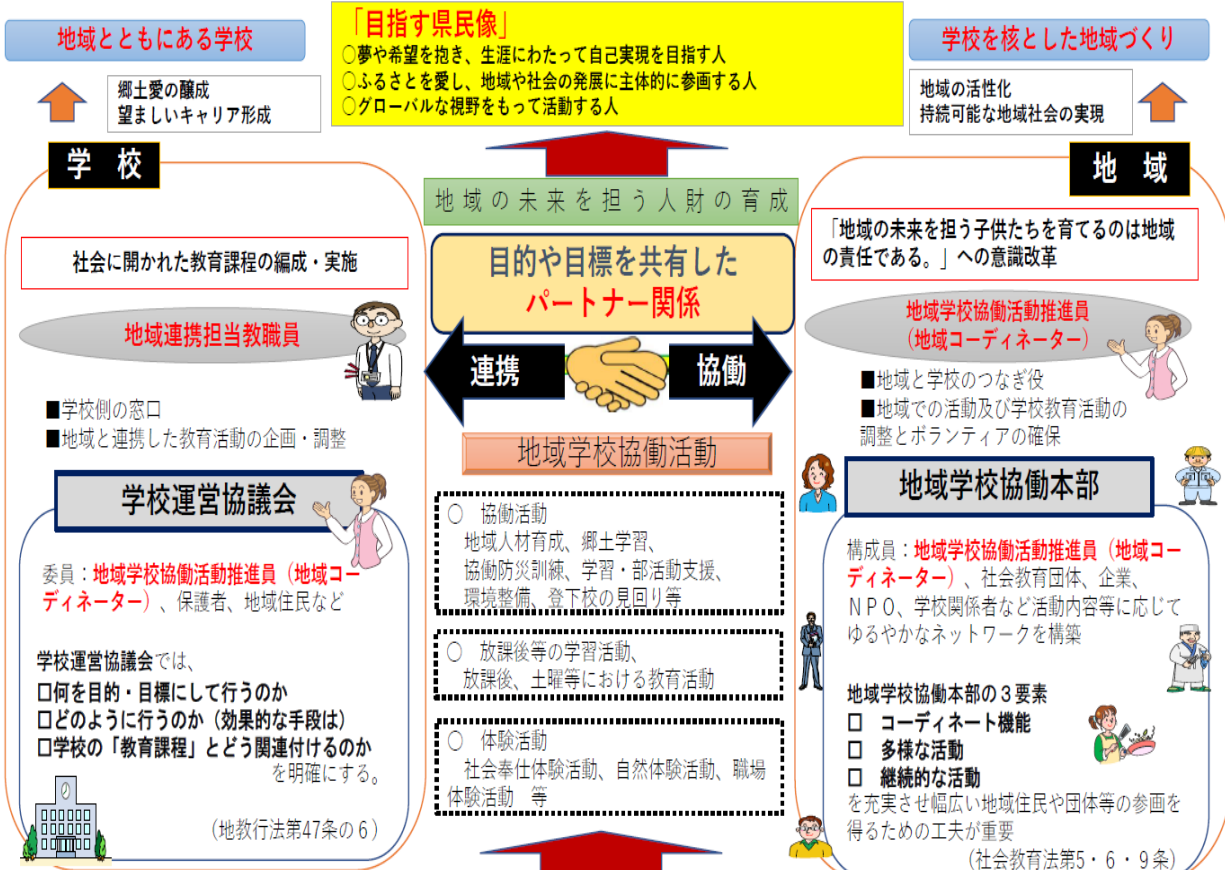 地域とともにある学校
郷土愛の醸成
望ましいキャリア形成
「目指す県民像」
○夢や希望を抱き、生涯にわたって自己実現を目指す人
○ふるさとを愛し、地域や社会の発展に主体的に参画する人
○グローバルな視野をもって活動する人
学校を核とした地域づくり
地域の活性化
持続可能な地域社会の実現
学 校
社会に開かれた教育課程の編成・実施
地域連携担当教職員
■学校側の窓口
■地域と連携した教育活動の企画・調整
学校運営協議会
委員：地域学校協働活動推進員（地域コー
ディネーター）、保護者、地域住民など
学校運営協議会では、
□何を目的・目標にして行うのか
□どのように行うのか（効果的な手段は）
□学校の「教育課程」とどう関連付けるのか
を明確にする。
（地教行法第47条の６）
地域の未来を担う人財の育成
目的や目標を共有した
パートナー関係
連携
協働
地域学校協働活動
○ 協働活動
地域人材育成、郷土学習、
協働防災訓練、学習・部活動支援、
環境整備、登下校の見回り等
○ 放課後等の学習活動、
放課後、土曜等における教育活動
○ 体験活動
社会奉仕体験活動、自然体験活動、職場
体験活動 等
地 域
「地域の未来を担う子供たちを育てるのは地域
の責任である。」への意識改革
地域学校協働活動推進員
（地域コーディネーター）
■地域と学校のつなぎ役
■地域での活動及び学校教育活動の
調整とボランティアの確保
地域学校協働本部
構成員：地域学校協働活動推進員（地域コー
ディネーター）、社会教育団体、企業、
ＮＰＯ、学校関係者など活動内容等に応じて
ゆるやかなネットワークを構築
地域学校協働本部の３要素
□ コーディネート機能
□ 多様な活動
□ 継続的な活動
を充実させ幅広い地域住民や団体等の参画を
得るための工夫が重要
（社会教育法第5・６・９条）